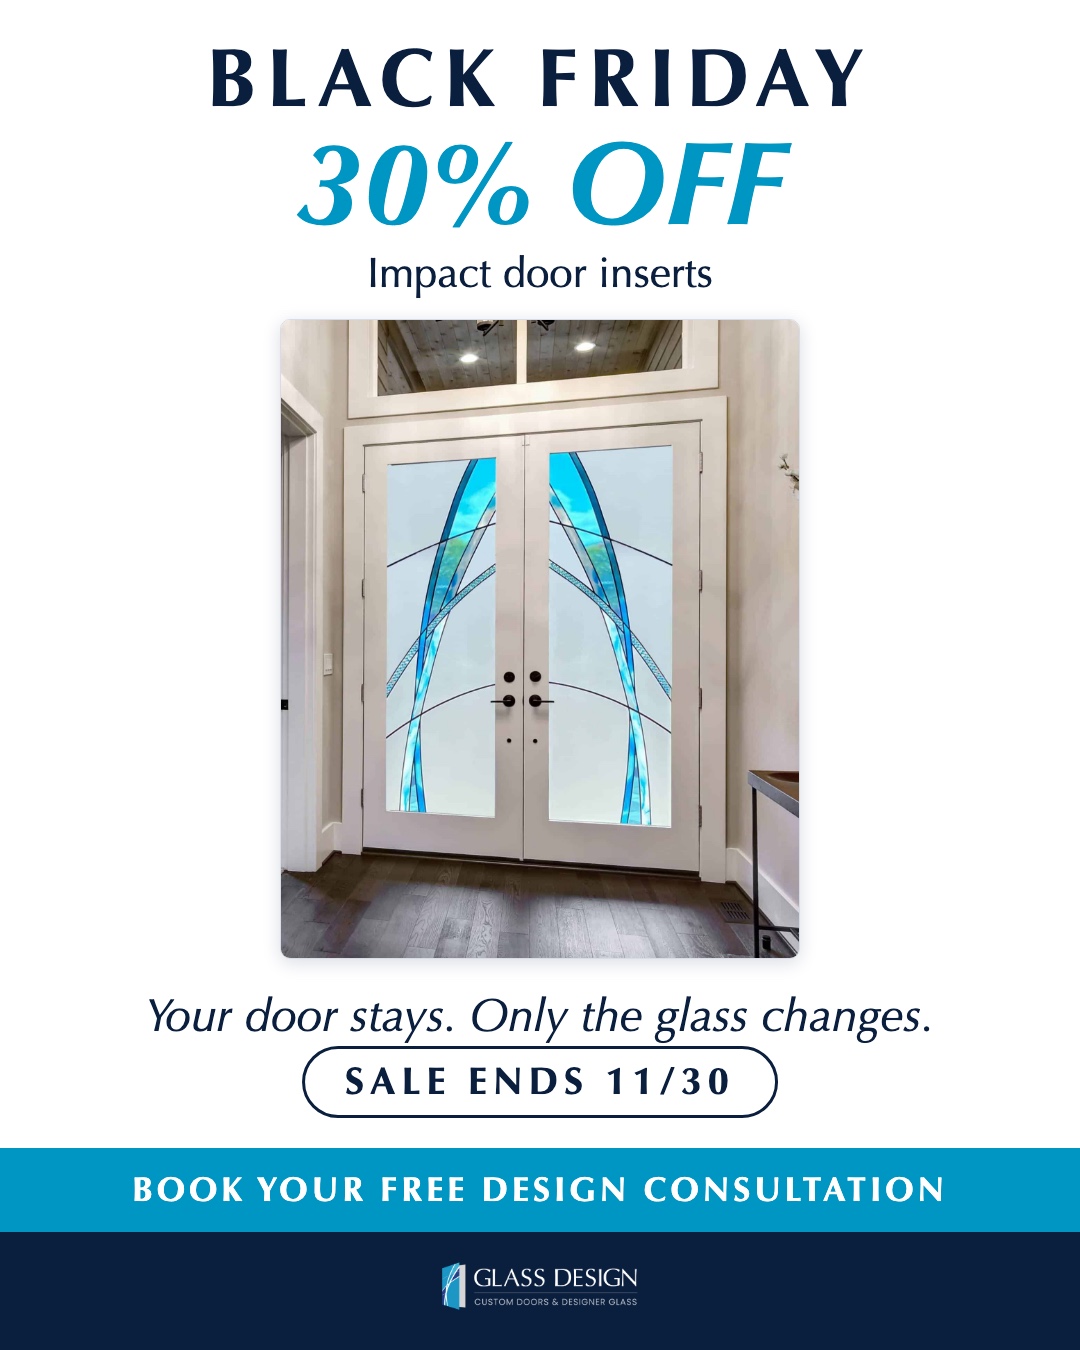 BLACK FRIDAY
30% OFF
Impact door inserts
Your door stays. Only the glass changes.
SALE ENDS 11/30
BOOK YOUR FREE DESIGN CONSULTATION
GLASS DESIGN
CUSTOM DOORS & DESIGNER GLASS